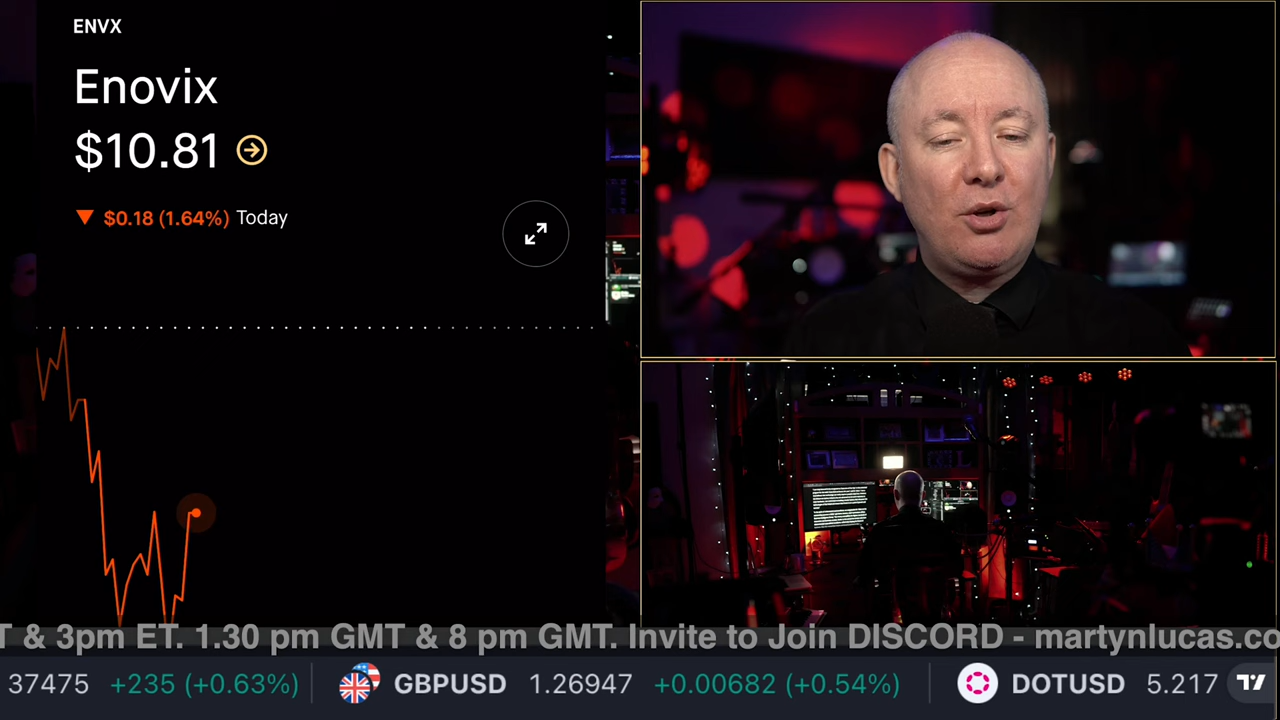 ENVX
Enovix
$10.81
$0.18 (1.64%) Today
T & 3pm ET. 1.30 pm GMT & 8 pm GMT. Invite to Join DISCORD - martynlucas.co
37475 +235 (+0.63%) GBPUSD 1.26947 +0.00682 (+0.54%) DOTUSD 5.217